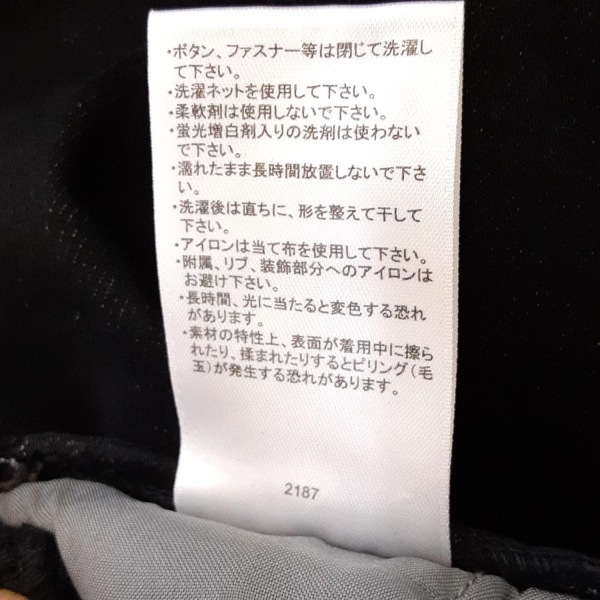 ・ボタン、ファスナー等は閉じて洗濯し
て下さい。
・洗濯ネットを使用して下さい。
・柔軟剤は使用しないで下さい。
・蛍光増白剤入りの洗剤は使わない
で下さい。
・濡れたまま長時間放置しないで下さ
い。
・洗濯後は直ちに、形を整えて干して
下さい。
・アイロンは当て布を使用して下さい。
・附属、リブ、装飾部分へのアイロンは
お避け下さい。
・長時間、光に当たると変色する恐れ
があります。
・素材の特性上、表面が着用中に擦ら
れたり、揉まれたりするとピリング(毛
玉)が発生する恐れがあります。
2187